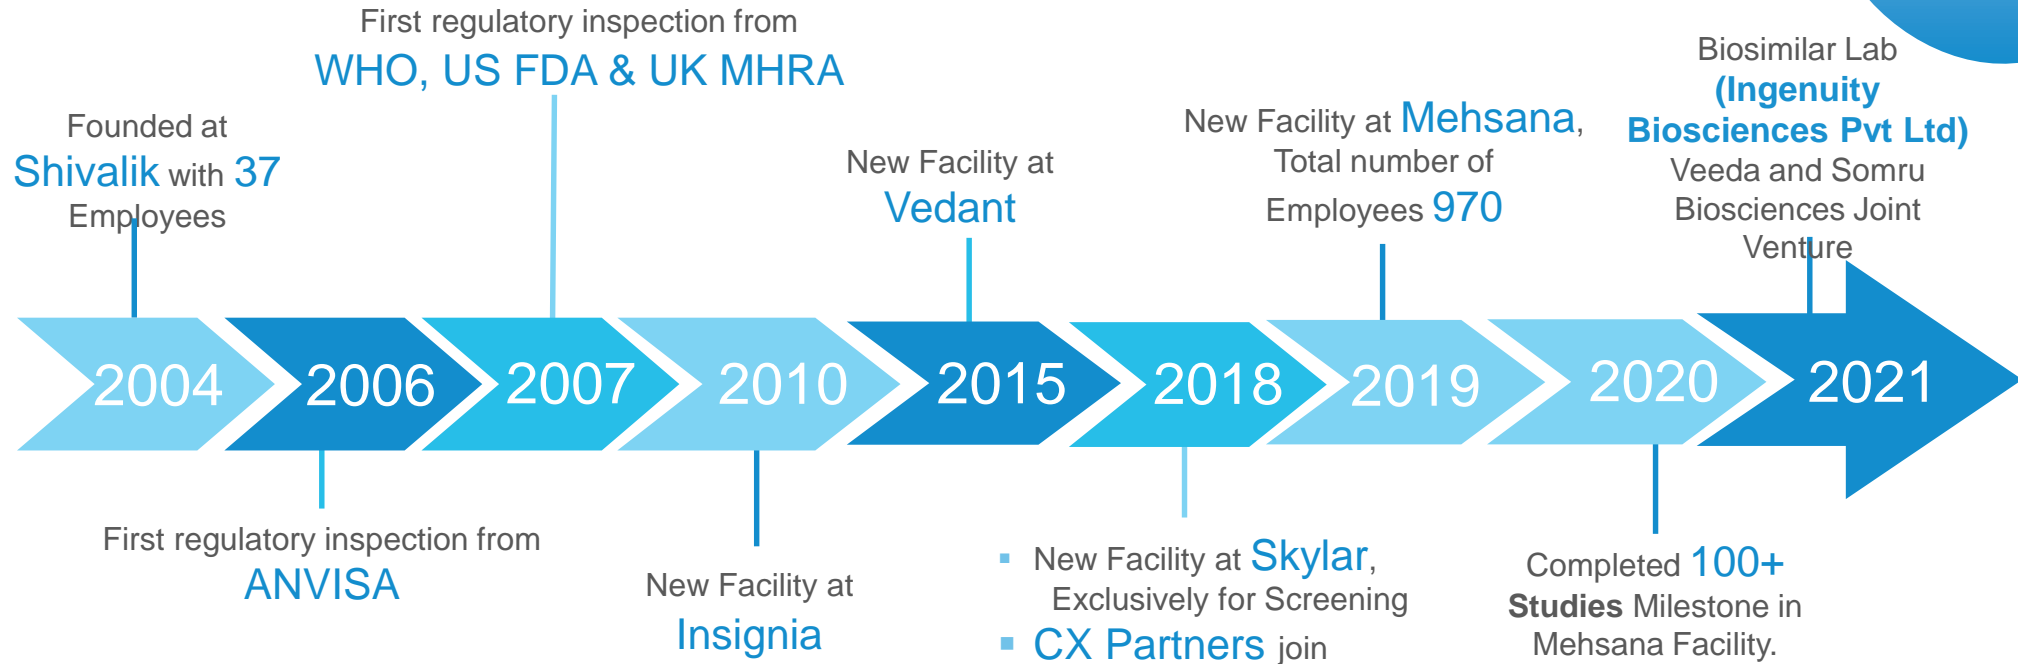 First regulatory inspection from
WHO, US FDA & UK MHRA
Founded at
Shivalik with 37
Employees
New Facility at
Vedant
New Facility at Mehsana,
Total number of
Employees 970
Biosimilar Lab
(Ingenuity
Biosciences Pvt Ltd)
Veeda and Somru
Biosciences Joint
Venture
2004
2006
2007
2010
2015
2018
2019
2020
2021
First regulatory inspection from
ANVISA
New Facility at
Insignia
▪ New Facility at Skylar,
Exclusively for Screening
▪ CX Partners join
Completed 100+
Studies Milestone in
Mehsana Facility.